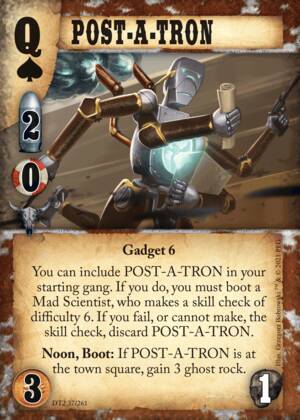 Q
POST-A-TRON
2
0
Gadget 6
You can include POST-A-TRON in your
starting gang. If you do, you must boot a
Mad Scientist, who makes a skill check of
difficulty 6. If you fail, or cannot make, the
skill check, discard POST-A-TRON.
Noon, Boot: If POST-A-TRON is at
the town square, gain 3 ghost rock.
3
DT2 37/261
1